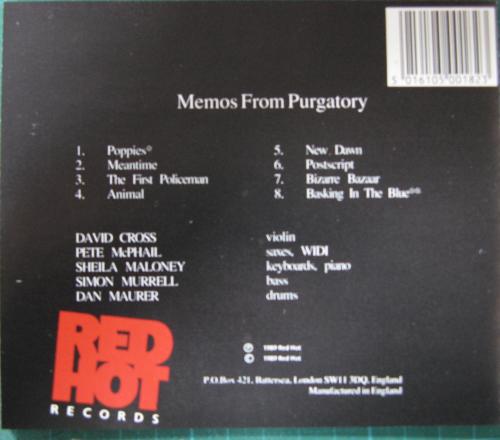 5 016105 001823
Memos From Purgatory
1. Poppies
2. Meantime
3. The First Policeman
4. Animal
5. New Dawn
6. Postscript
7. Bizarre Bazaar
8. Basking In The Blue
DAVID CROSS violin
PETE McPHAIL saxes, WIDI
SHEILA MALONEY keyboards, piano
SIMON MURRELL bass
DAN MAURER drums
℗ 1989 Red Hot
© 1989 Red Hot
P.O.Box 421, Battersea, London SW11 3DQ, England
Manufactured in England
RED
HOT
RECORDS